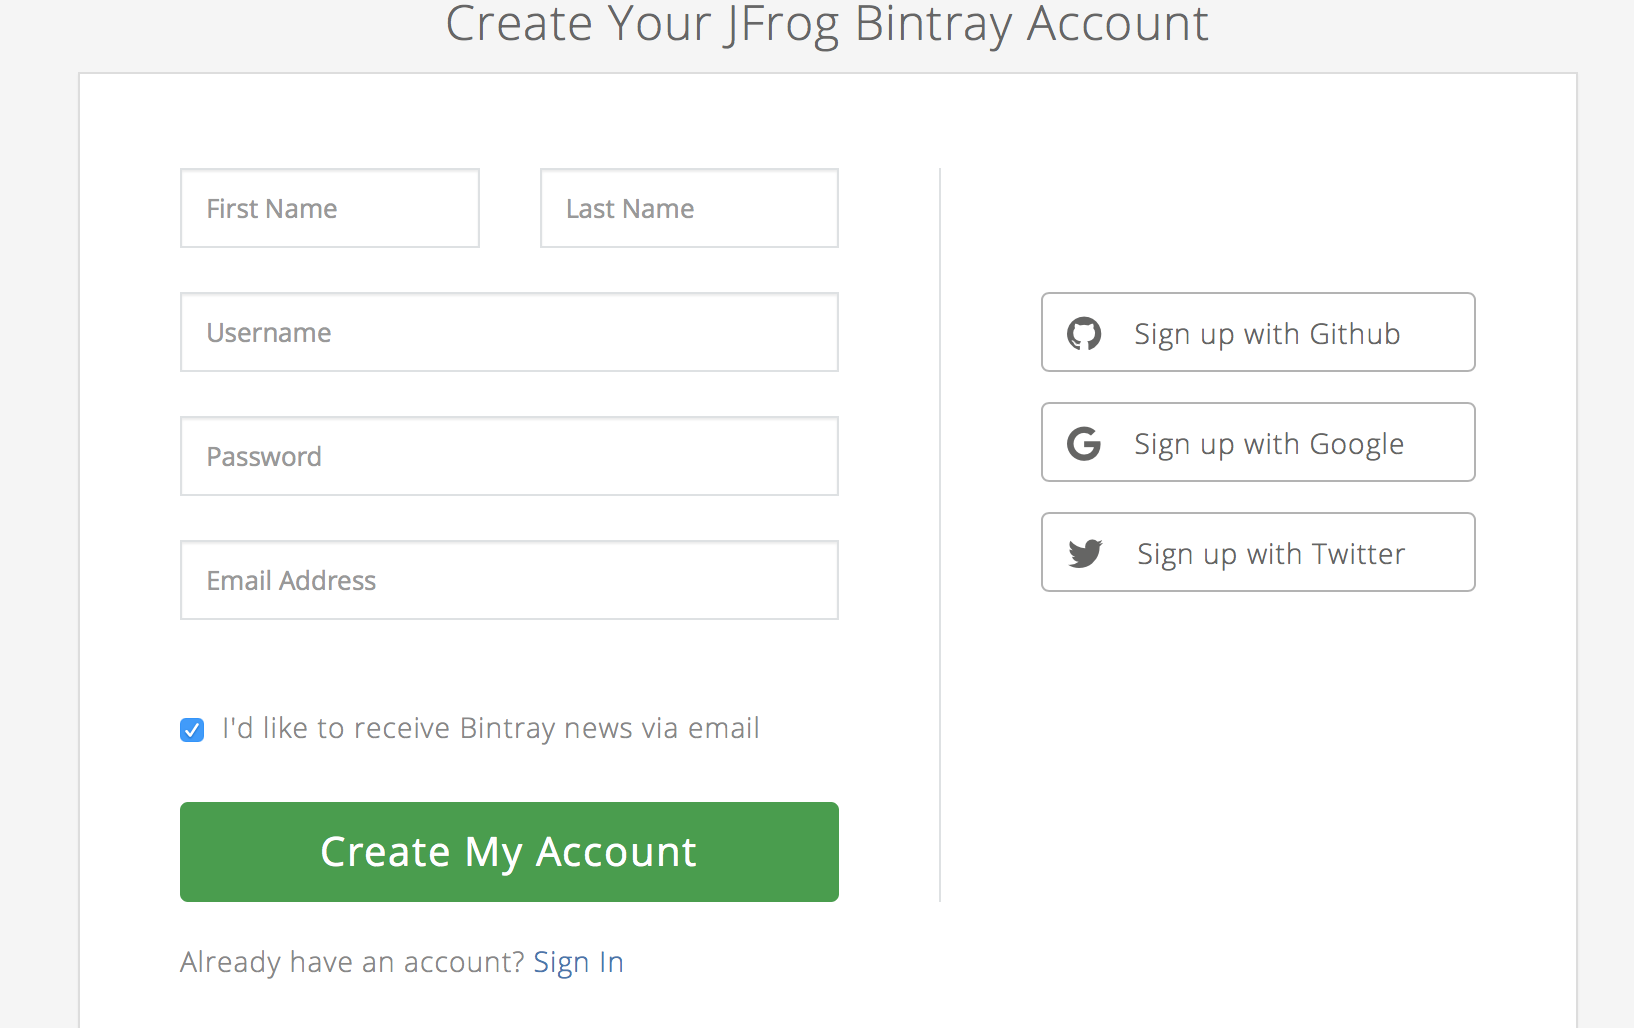 Create Your JFrog Bintray Account
First Name
Last Name
Username
Password
Email Address
I'd like to receive Bintray news via email
Create My Account
Already have an account? Sign In
Sign up with Github
Sign up with Google
Sign up with Twitter